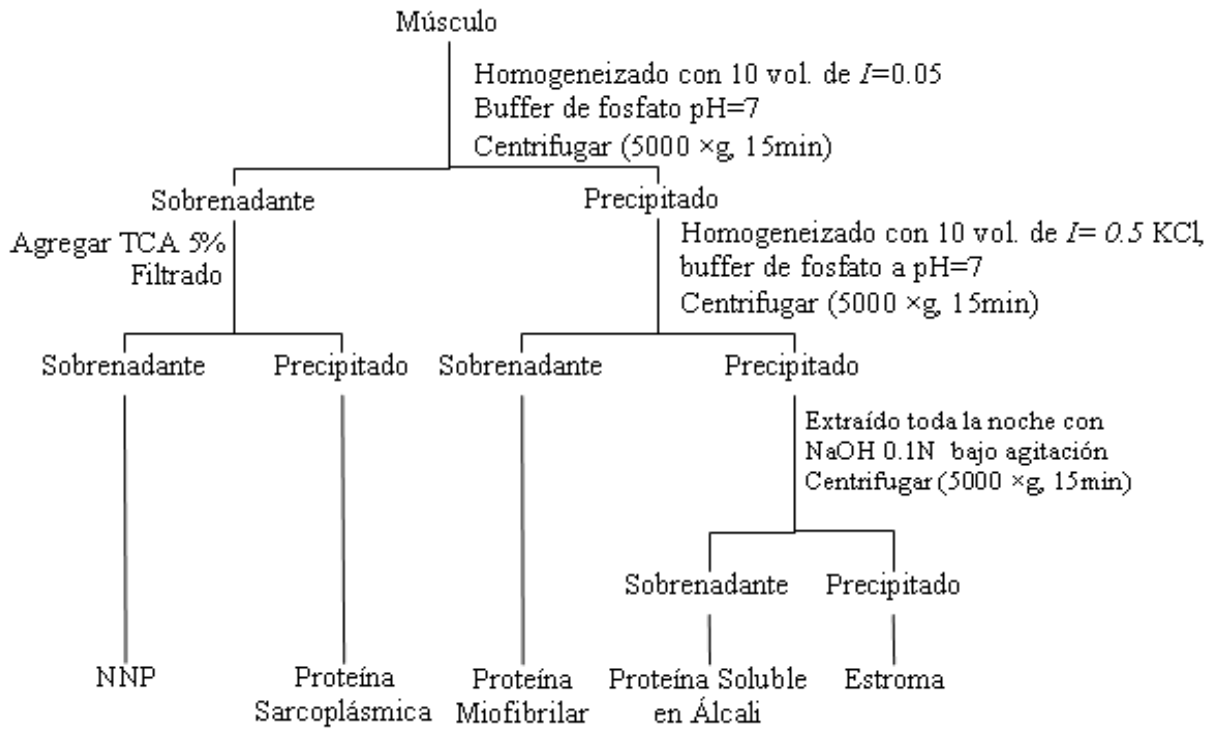 Músculo
Homogeneizado con 10 vol. de I=0.05
Buffer de fosfato pH=7
Centrifugar (5000 ×g, 15min)
Sobrenadante
Precipitado
Agregar TCA 5%
Filtrado
Homogeneizado con 10 vol. de I= 0.5 KCl,
buffer de fosfato a pH=7
Centrifugar (5000 ×g, 15min)
Sobrenadante
Precipitado
Sobrenadante
Precipitado
Extraído toda la noche con
NaOH 0.1N bajo agitación
Centrifugar (5000 ×g, 15min)
Sobrenadante
Precipitado
NNP
Proteína
Sarcoplásmica
Proteína
Miofibrilar
Proteína Soluble
en Álcali
Estroma